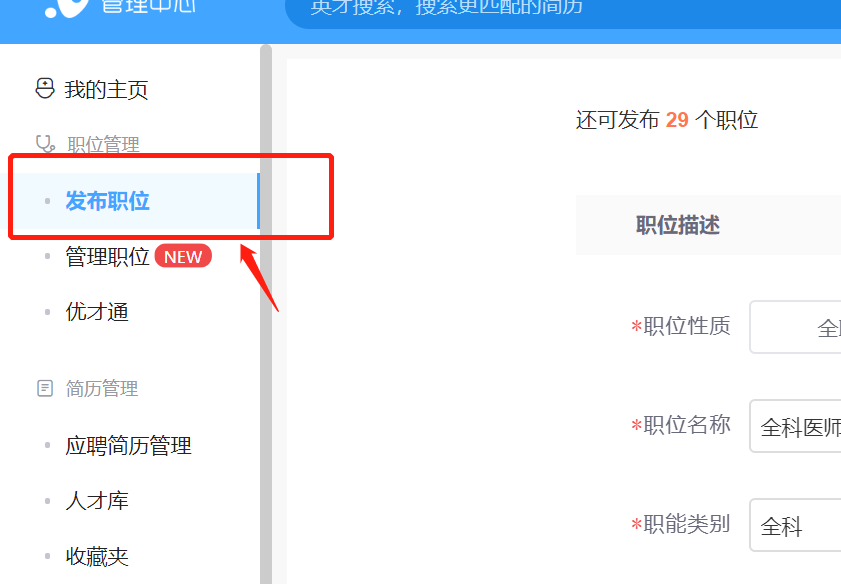 管理中心
英才搜索，搜索更匹配的简历
我的主页
职位管理
发布职位
管理职位 NEW
优才通
简历管理
应聘简历管理
人才库
收藏夹
还可发布 29 个职位
职位描述
*职位性质 全
*职位名称 全科医师
*职能类别 全科